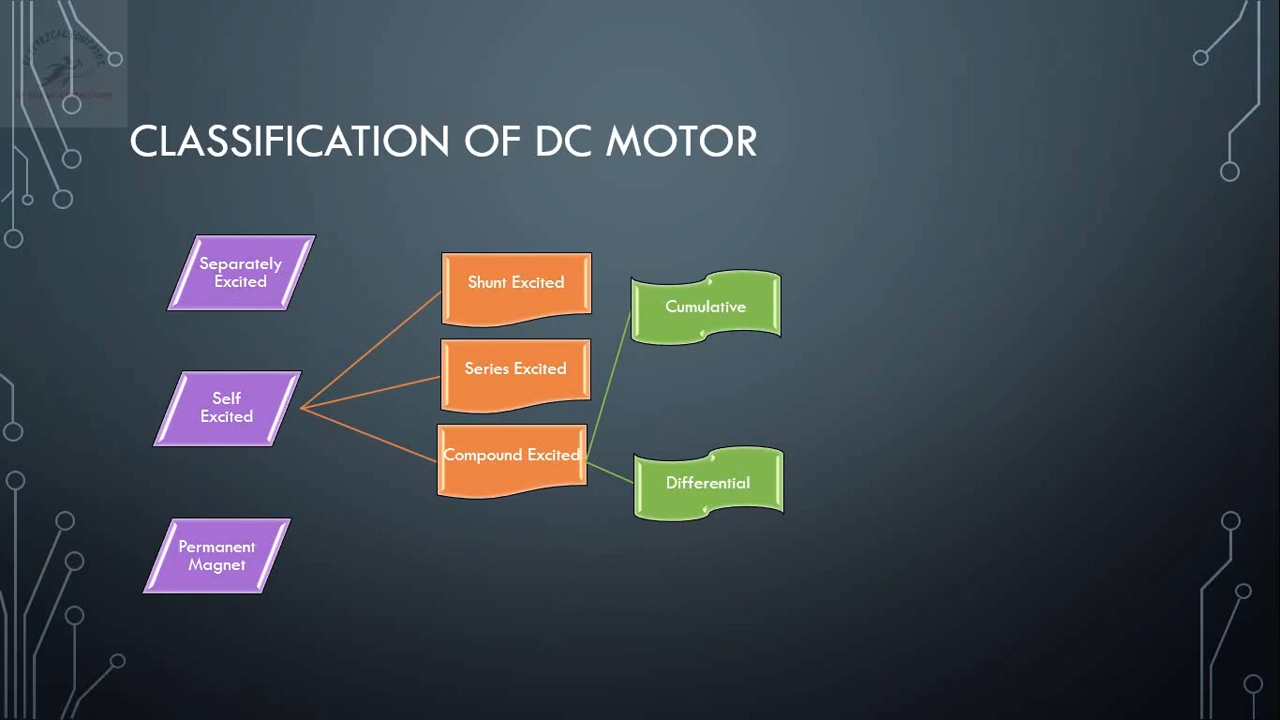 CLASSIFICATION OF DC MOTOR
Separately
Excited
Self
Excited
Permanent
Magnet
Shunt Excited
Series Excited
Compound Excited
Cumulative
Differential